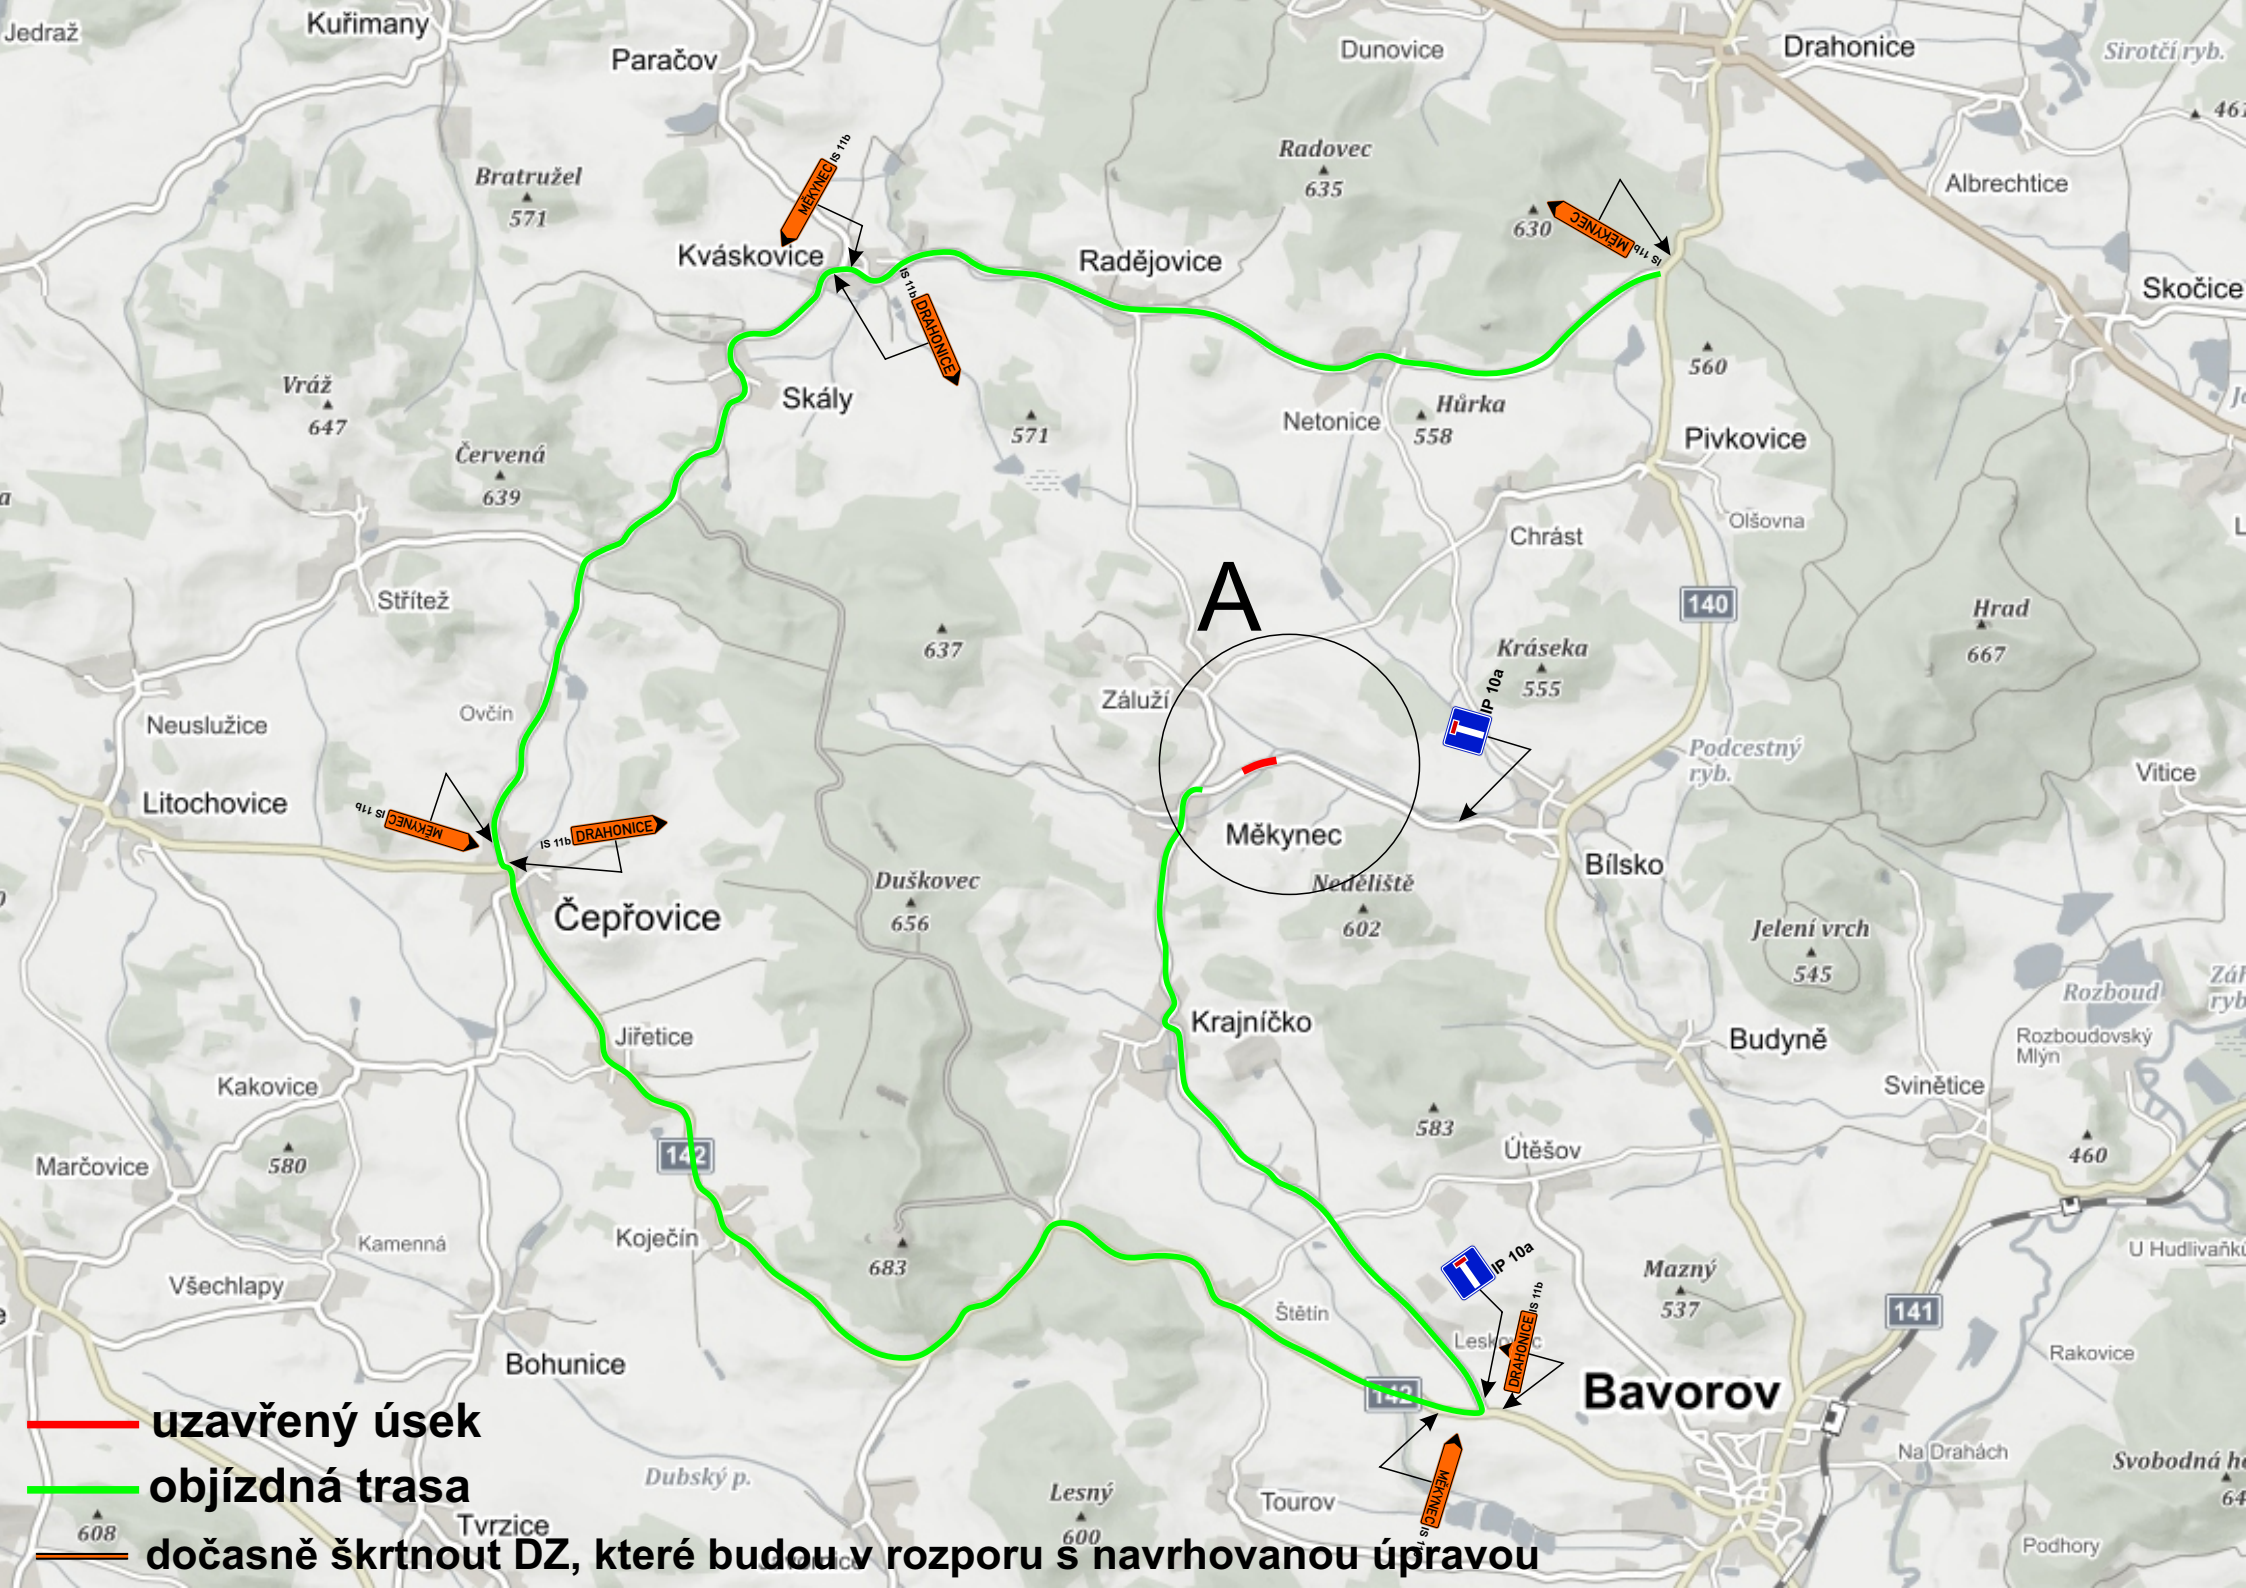 Jedraž
Kuřimany
Paračov
Dunovice
Drahonice
Sirotčí ryb.
461
Bratružel
571
Radovec
635
Albrechtice
MĚKYNEC
IS 11b
630
MĚKYNEC
IS 11b
Kváskovice
Radějovice
Skočice
IS 11b
DRAHONICE
Vráž
647
Skály
571
Netonice
Hůrka
558
560
Pivkovice
Červená
639
Chrást
Olšovna
Střítež
A
140
Hrad
667
637
Kráseka
555
IP 10a
Záluží
Ovčín
Neuslužice
Podcestný
ryb.
Vitice
Litochovice
IS 11b
MĚKYNEC
IS 11b
DRAHONICE
Měkynec
Bílsko
Čepřovice
Duškovec
656
Neděliště
602
Jelení vrch
545
Rozboud
Záh
ryb
Krajníčko
Jiřetice
Budyně
Rozboudovský
Mlýn
Kakovice
Svinětice
583
Útěšov
Marčovice
580
142
460
Kamenná
Koječín
683
U Hudlivaňků
Všechlapy
IP 10a
Mazný
537
Štětín
141
IS 11b
DRAHONICE
Bohunice
Rakovice
142
Bavorov
uzavřený úsek
objízdná trasa
Na Drahách
Svobodná h
64
Dubský p.
Lesný
600
Tourov
MĚKYNEC
608
Tvrzice
Podhory
dočasně škrtnout DZ, které budou v rozporu s navrhovanou úpravou